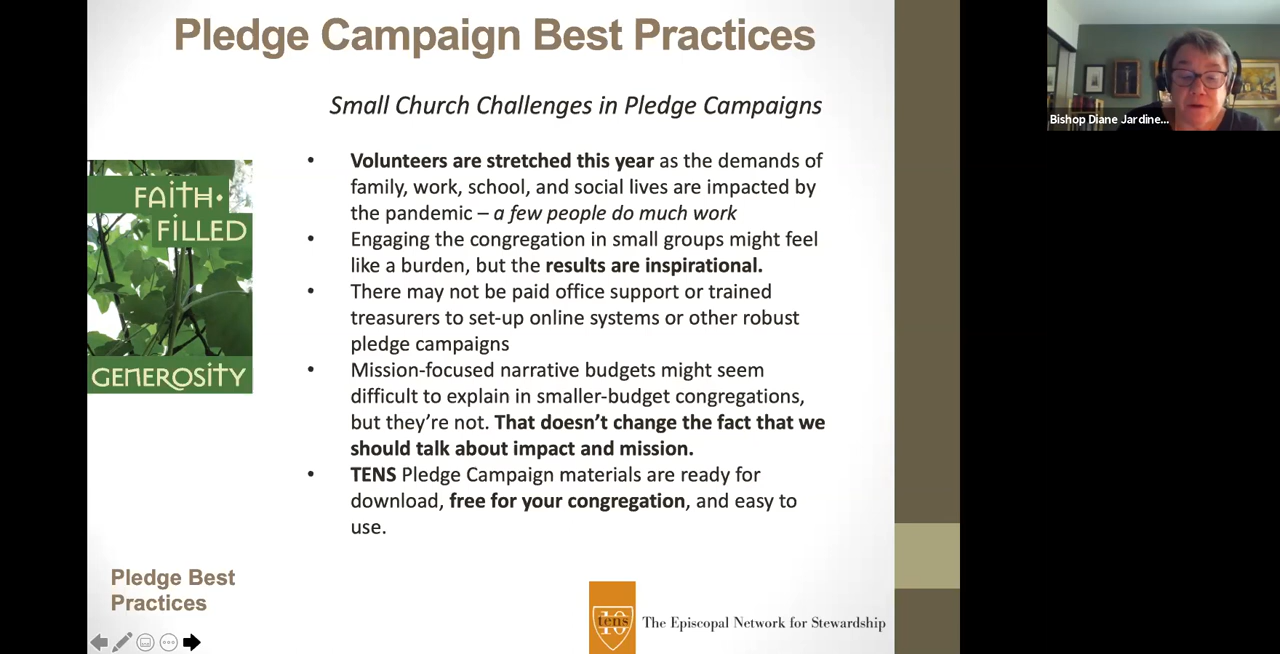 Pledge Campaign Best Practices
Small Church Challenges in Pledge Campaigns
• Volunteers are stretched this year as the demands of
family, work, school, and social lives are impacted by
the pandemic – a few people do much work
• Engaging the congregation in small groups might feel
like a burden, but the results are inspirational.
• There may not be paid office support or trained
treasurers to set-up online systems or other robust
pledge campaigns
• Mission-focused narrative budgets might seem
difficult to explain in smaller-budget congregations,
but they’re not. That doesn’t change the fact that we
should talk about impact and mission.
• TENS Pledge Campaign materials are ready for
download, free for your congregation, and easy to
use.
FAITH•
FILLED
GENEROSITY
Pledge Best
Practices
tens
The Episcopal Network for Stewardship
Bishop Diane Jardine...